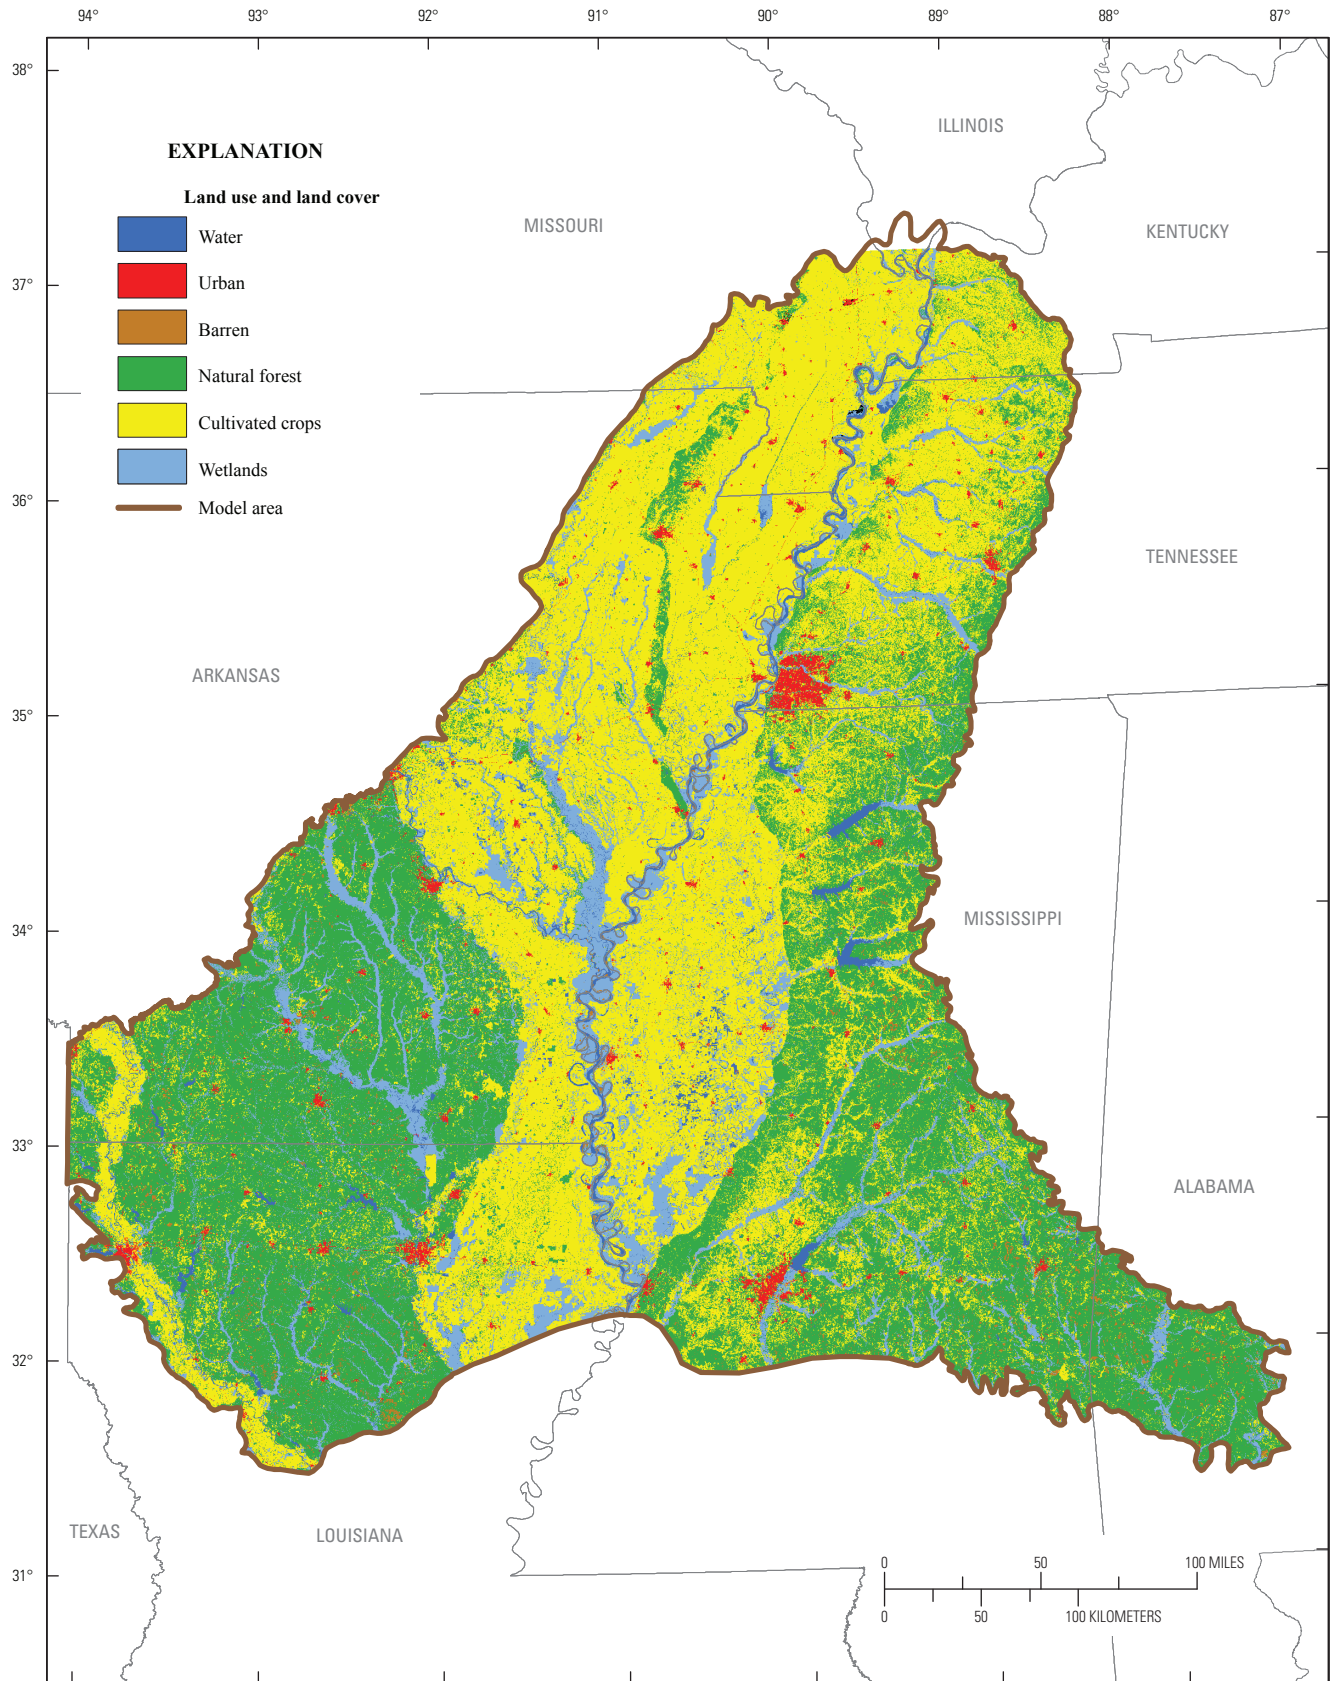 94° 93° 92° 91° 90° 89° 88° 87°
38°
ILLINOIS
EXPLANATION
Land use and land cover
MISSOURI
KENTUCKY
Water
Urban
37°
Barren
Natural forest
Cultivated crops
Wetlands
36°
Model area
TENNESSEE
ARKANSAS
35°
34°
MISSISSIPPI
33°
ALABAMA
32°
TEXAS
LOUISIANA
31°
0 50 100 MILES
0 50 100 KILOMETERS